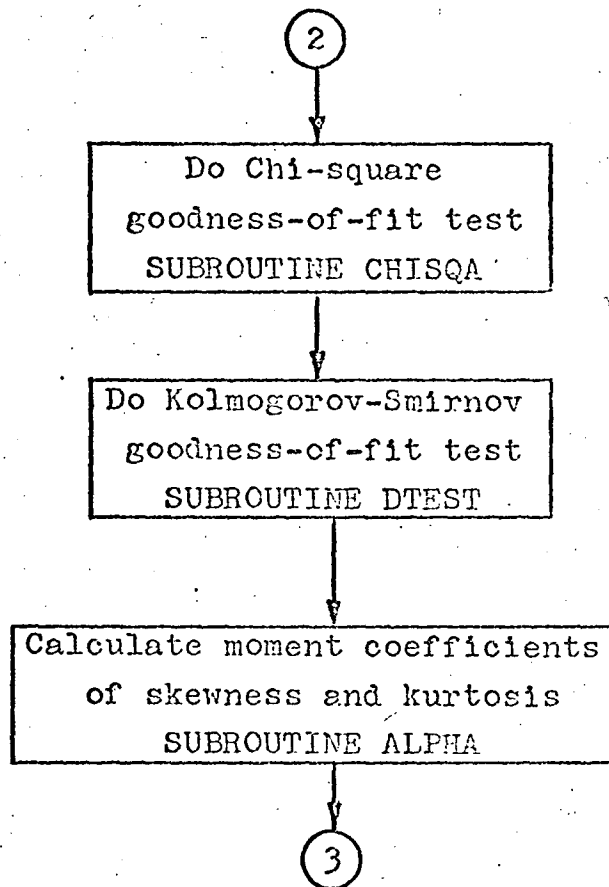 2
Do Chi-square
goodness-of-fit test
SUBROUTINE CHISQA
Do Kolmogorov-Smirnov
goodness-of-fit test
SUBROUTINE DTEST
Calculate moment coefficients
of skewness and kurtosis
SUBROUTINE ALPHA
3